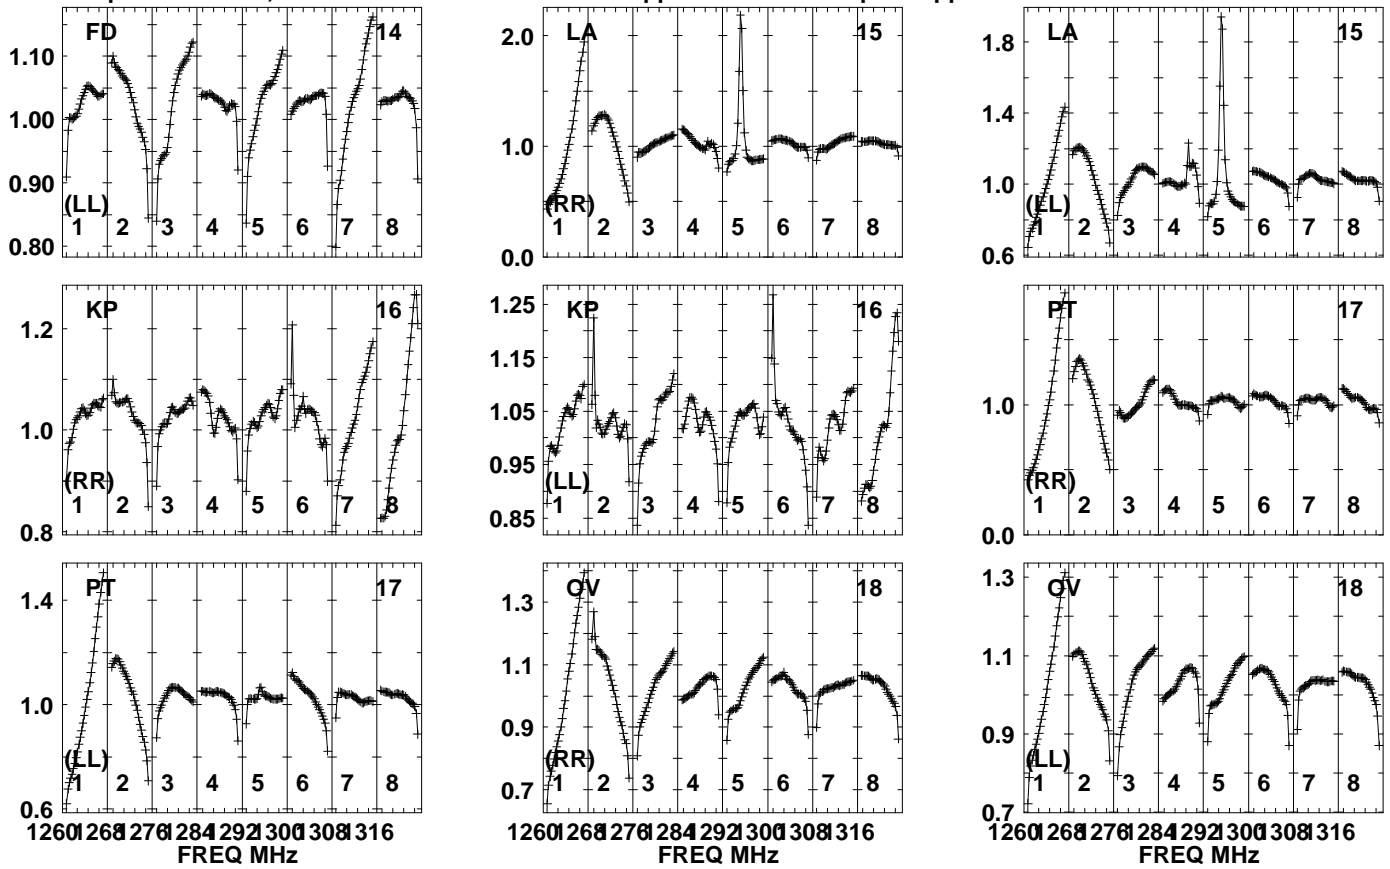 FD 14
1.10
1.00
0.90
0.80
(LL)
1 2 3 4 5 6 7 8
LA 15
2.0
1.0
0.0
(RR)
1 2 3 4 5 6 7 8
LA 15
1.8
1.4
1.0
0.6
(LL)
1 2 3 4 5 6 7 8
KP 16
1.2
1.0
0.8
(RR)
1 2 3 4 5 6 7 8
KP 16
1.25
1.15
1.05
0.95
0.85
(LL)
1 2 3 4 5 6 7 8
PT 17
1.0
0.0
(RR)
1 2 3 4 5 6 7 8
PT 17
1.4
1.0
0.6
(LL)
1 2 3 4 5 6 7 8
1260 1268 1276 1284 1292 1300 1308 1316
FREQ MHz
OV 18
1.3
1.1
0.9
0.7
(RR)
1 2 3 4 5 6 7 8
1260 1268 1276 1284 1292 1300 1308 1316
FREQ MHz
OV 18
1.3
1.1
0.9
0.7
(LL)
1 2 3 4 5 6 7 8
1260 1268 1276 1284 1292 1300 1308 1316
FREQ MHz